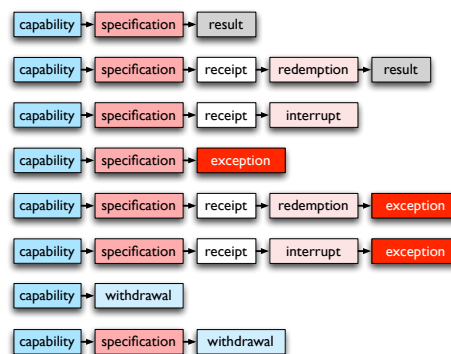 capability specification result
capability specification receipt redemption result
capability specification receipt interrupt
capability specification exception
capability specification receipt redemption exception
capability specification receipt interrupt exception
capability withdrawal
capability specification withdrawal